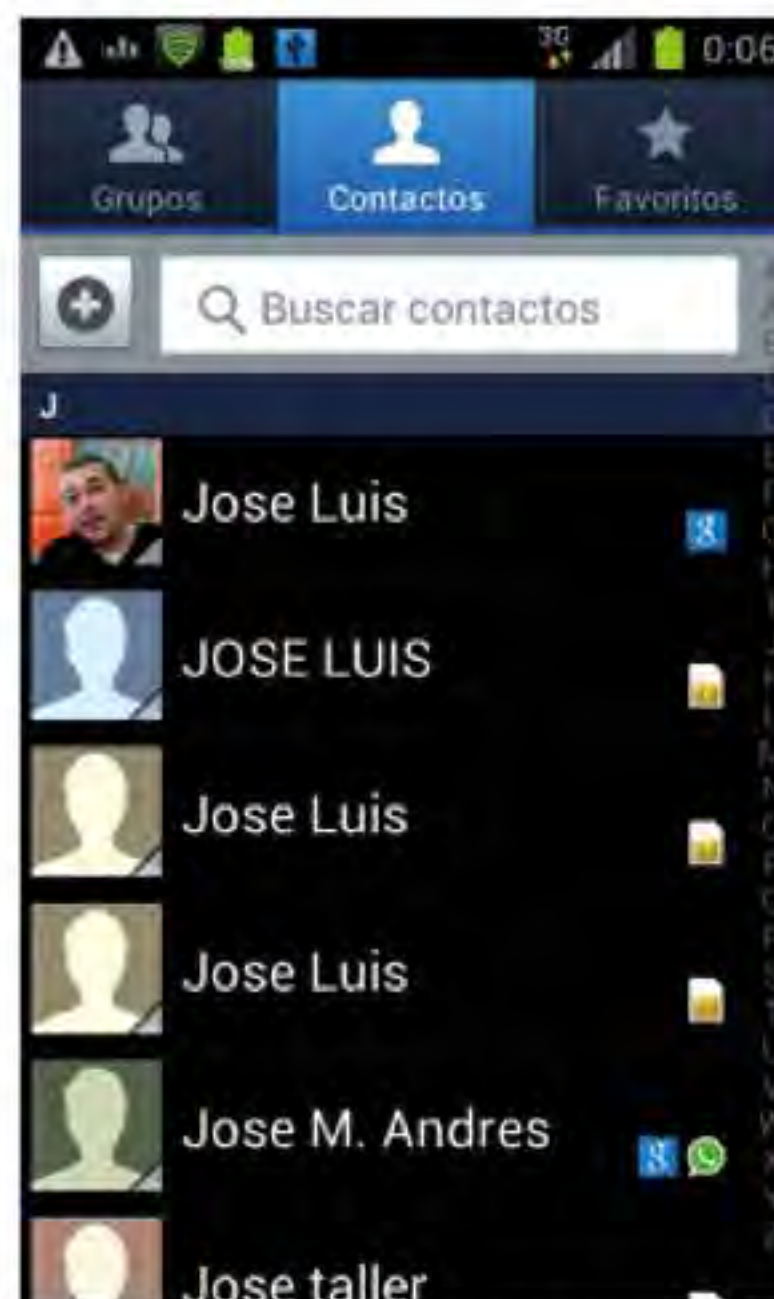 3G 0:06
Grupos Contactos Favoritos
Buscar contactos
J
Jose Luis
JOSE LUIS
Jose Luis
Jose Luis
Jose M. Andres
Jose taller